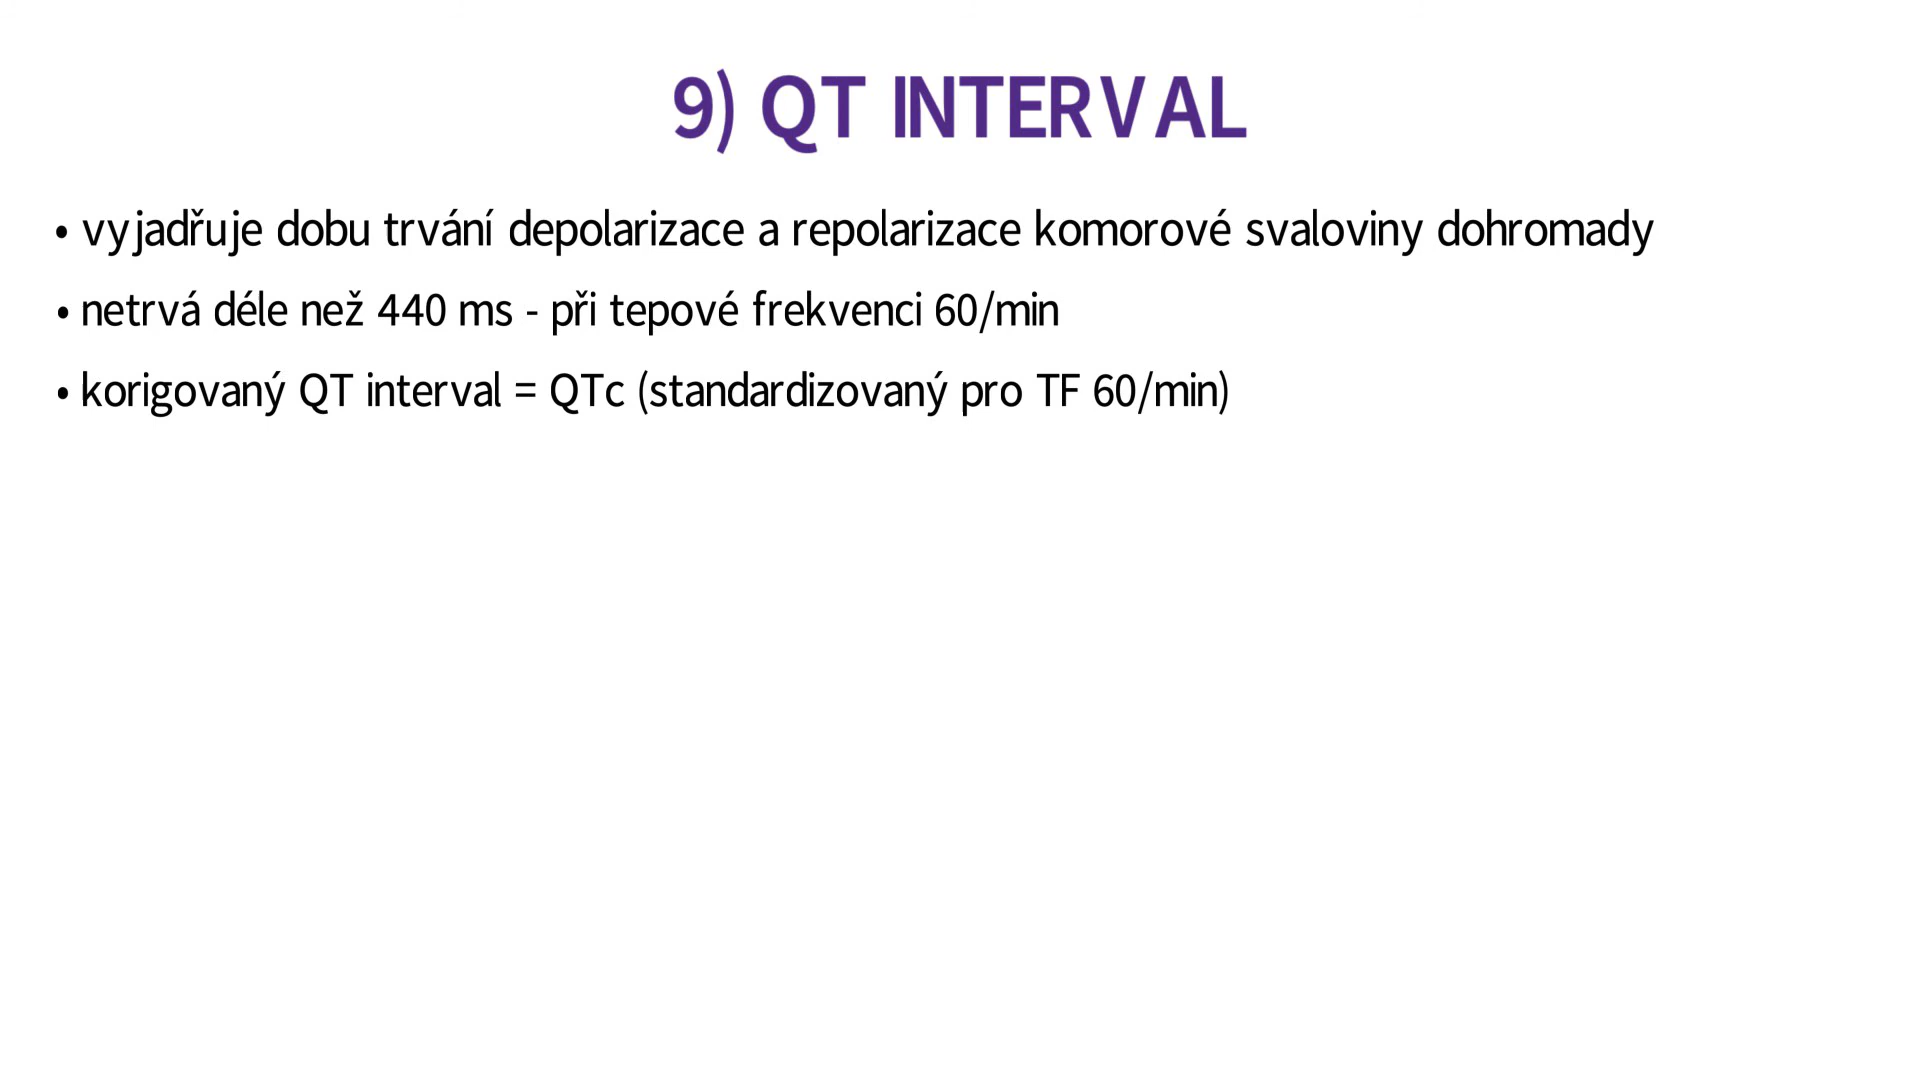 9) QT INTERVAL
• vyjadřuje dobu trvání depolarizace a repolarizace komorové svaloviny dohromady
• netrvá déle než 440 ms - při tepové frekvenci 60/min
• korigovaný QT interval = QTc (standardizovaný pro TF 60/min)